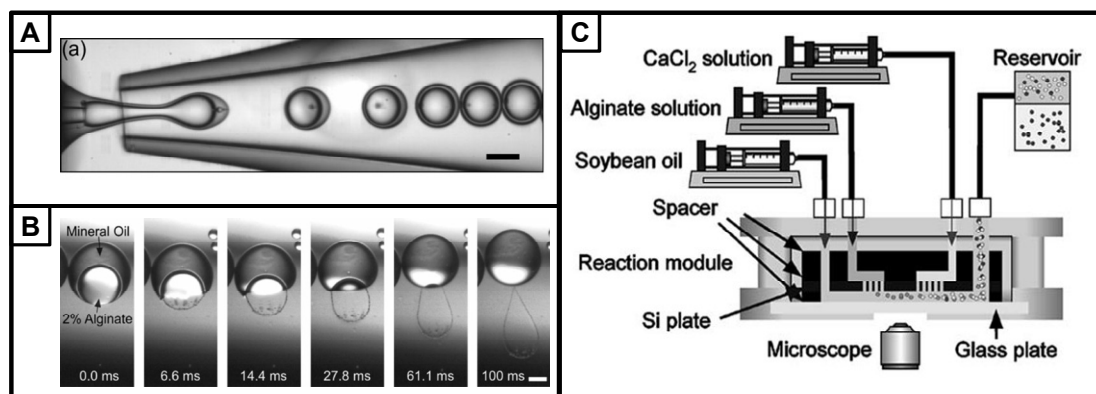 A
(a)
B
Mineral Oil
2% Alginate
0.0 ms
6.6 ms
14.4 ms
27.8 ms
61.1 ms
100 ms
C
CaCl₂ solution
Reservoir
Alginate solution
Soybean oil
Spacer
Reaction module
Si plate
Microscope
Glass plate